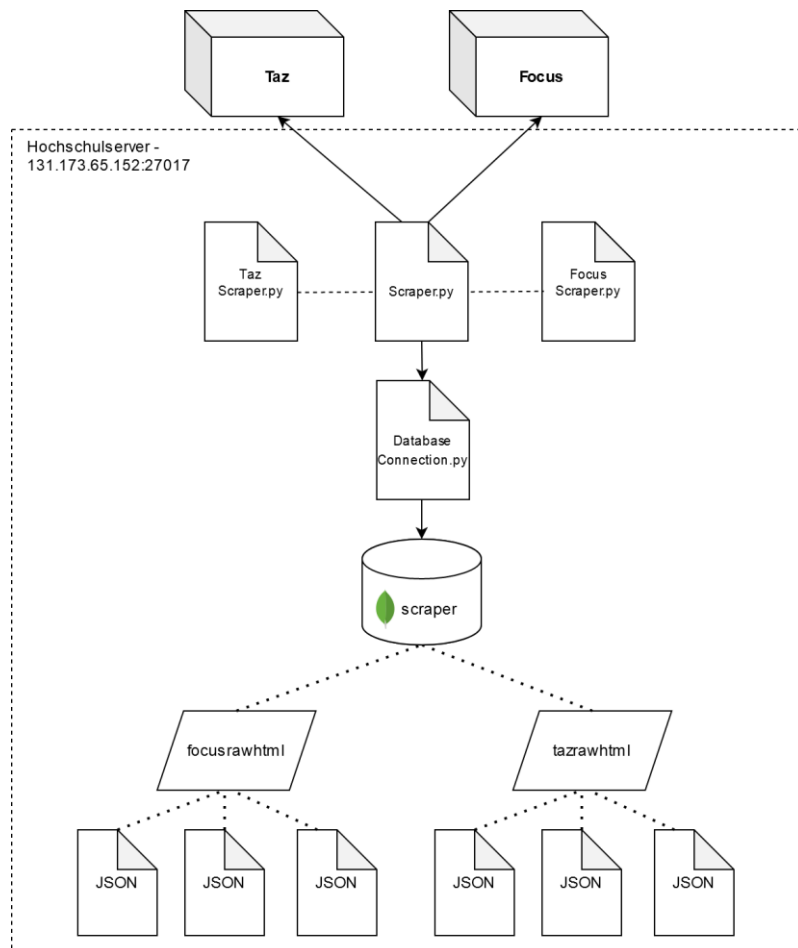 Taz
Focus
Hochschulserver -
131.173.65.152:27017
Taz
Scraper.py
Scraper.py
Focus
Scraper.py
Database
Connection.py
scraper
focusrawhtml
tazrawhtml
JSON
JSON
JSON
JSON
JSON
JSON